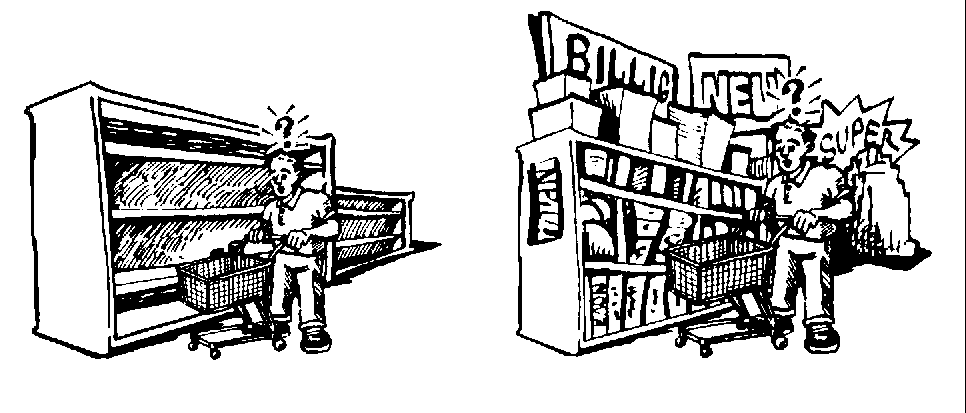 ?
?
BILLIG
NEU
SUPER